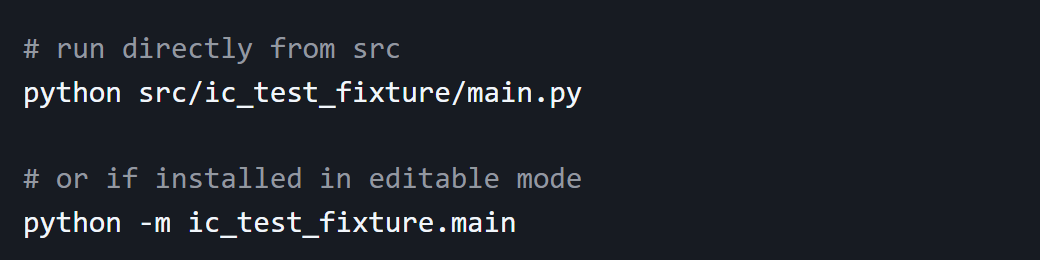 # run directly from src
python src/ic_test_fixture/main.py
# or if installed in editable mode
python -m ic_test_fixture.main